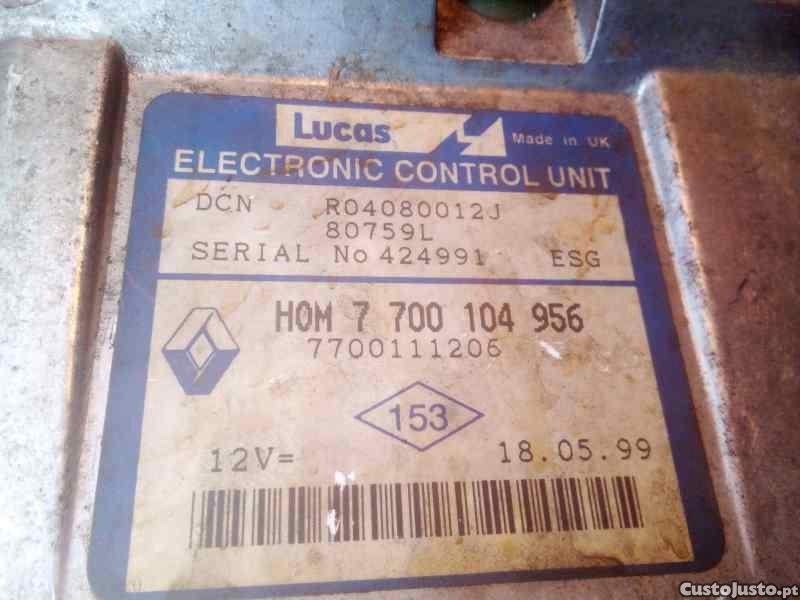 Lucas
Made in UK
ELECTRONIC CONTROL UNIT
DCN R04080012J
80759L
SERIAL No 424991 ESG
HOM 7 700 104 956
7700111206
153
12V= 18.05.99
CustoJusto.pt